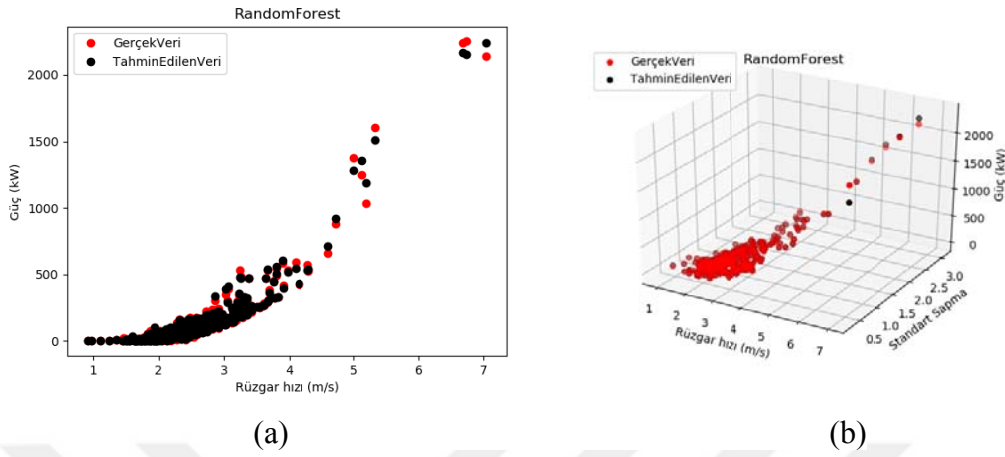 RandomForest
GerçekVeri
TahminEdilenVeri
Güç (kW)
2000
1500
1000
500
0
1 2 3 4 5 6 7
Rüzgar hızı (m/s)
(a)
RandomForest
GerçekVeri
TahminEdilenVeri
2000
1500
1000
500
0
Güç (kW)
3.0
2.5
2.0
1.5
1.0
0.5
Standart Sapma
1 2 3 4 5 6 7
Rüzgar hızı (m/s)
(b)